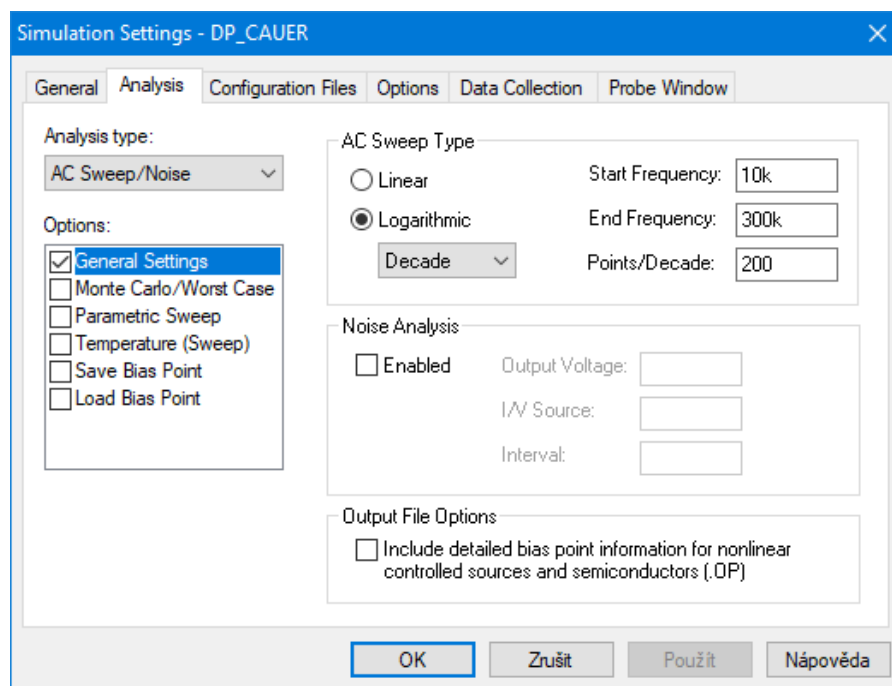 Simulation Settings - DP_CAUER
General Analysis Configuration Files Options Data Collection Probe Window
Analysis type:
AC Sweep/Noise
Options:
General Settings
Monte Carlo/Worst Case
Parametric Sweep
Temperature (Sweep)
Save Bias Point
Load Bias Point
AC Sweep Type
Linear
Logarithmic
Decade
Start Frequency: 10k
End Frequency: 300k
Points/Decade: 200
Noise Analysis
Enabled
Output Voltage:
I/V Source:
Interval:
Output File Options
Include detailed bias point information for nonlinear
controlled sources and semiconductors (.OP)
OK Zrušit Použít Nápověda